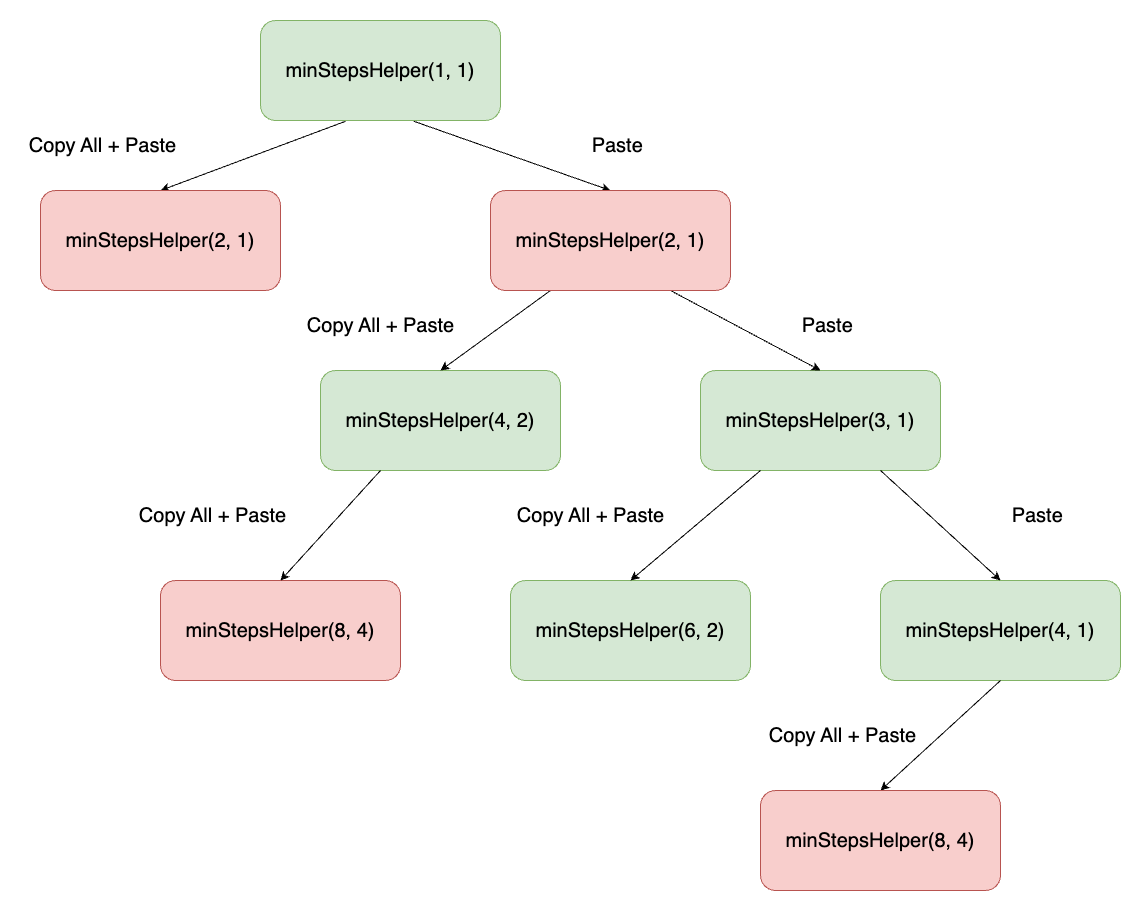 minStepsHelper(1, 1)
Copy All + Paste
Paste
minStepsHelper(2, 1)
minStepsHelper(2, 1)
Copy All + Paste
Paste
minStepsHelper(4, 2)
minStepsHelper(3, 1)
Copy All + Paste
Copy All + Paste
Paste
minStepsHelper(8, 4)
minStepsHelper(6, 2)
minStepsHelper(4, 1)
Copy All + Paste
minStepsHelper(8, 4)